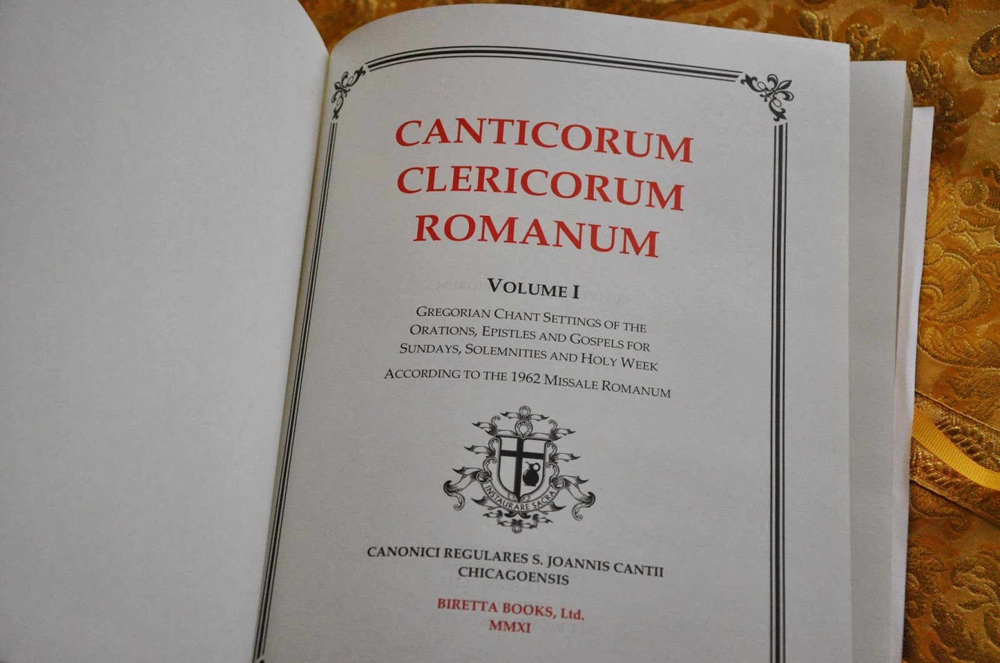 CANTICORUM
CLERICORUM
ROMANUM
VOLUME I
GREGORIAN CHANT SETTINGS OF THE
ORATIONS, EPISTLES AND GOSPELS FOR
SUNDAYS, SOLEMNITIES AND HOLY WEEK
ACCORDING TO THE 1962 MISSALE ROMANUM
INSTAURARE SACRA
CANONICI REGULARES S. JOANNIS CANTII
CHICAGOENSIS
BIRETTA BOOKS, Ltd.
MMXI